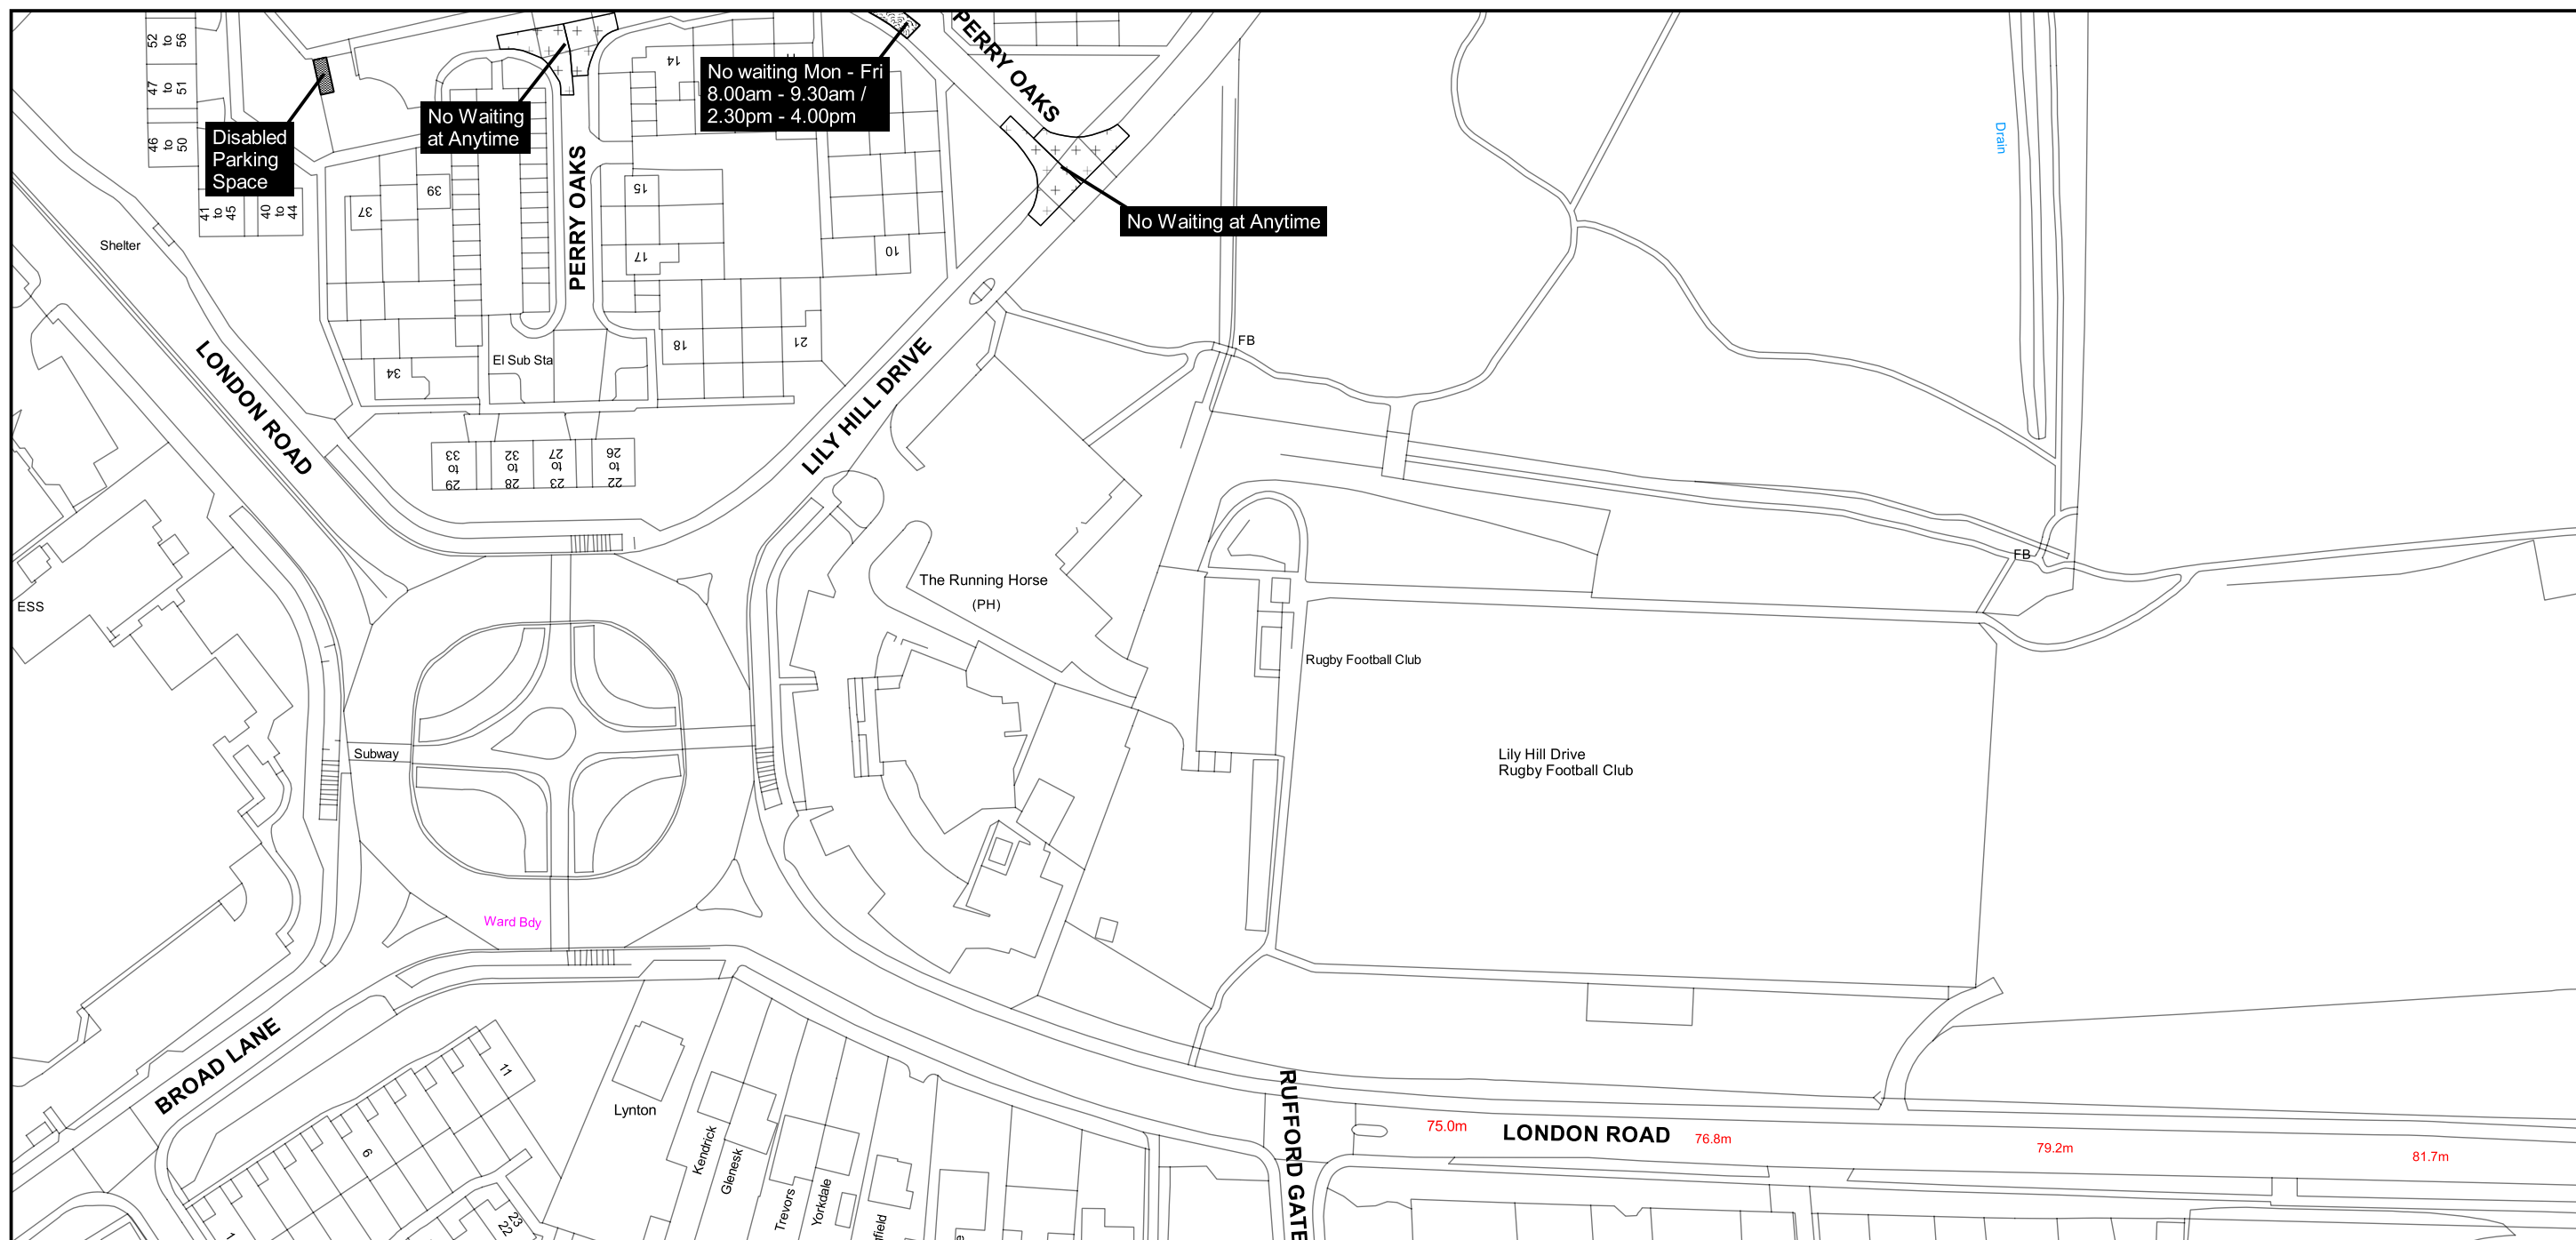 52
to
56
47
to
51
46
to
50
41
to
45
40
to
44
Disabled
Parking
Space
No Waiting
at Anytime
No waiting Mon - Fri
8.00am - 9.30am /
2.30pm - 4.00pm
PERRY OAKS
No Waiting at Anytime
Drain
14
PERRY OAKS
15
17
10
39
37
34
18
21
Shelter
El Sub Sta
LONDON ROAD
LILY HILL DRIVE
FB
33
to
29
32
to
28
27
to
23
26
to
22
ESS
The Running Horse
(PH)
Rugby Football Club
FB
Lily Hill Drive
Rugby Football Club
Subway
Ward Bdy
BROAD LANE
11
6
1
23
22
Lynton
Kendrick
Glenesk
Trevors
Yorkdale
RUFFORD GATE
75.0m
LONDON ROAD
76.8m
79.2m
81.7m